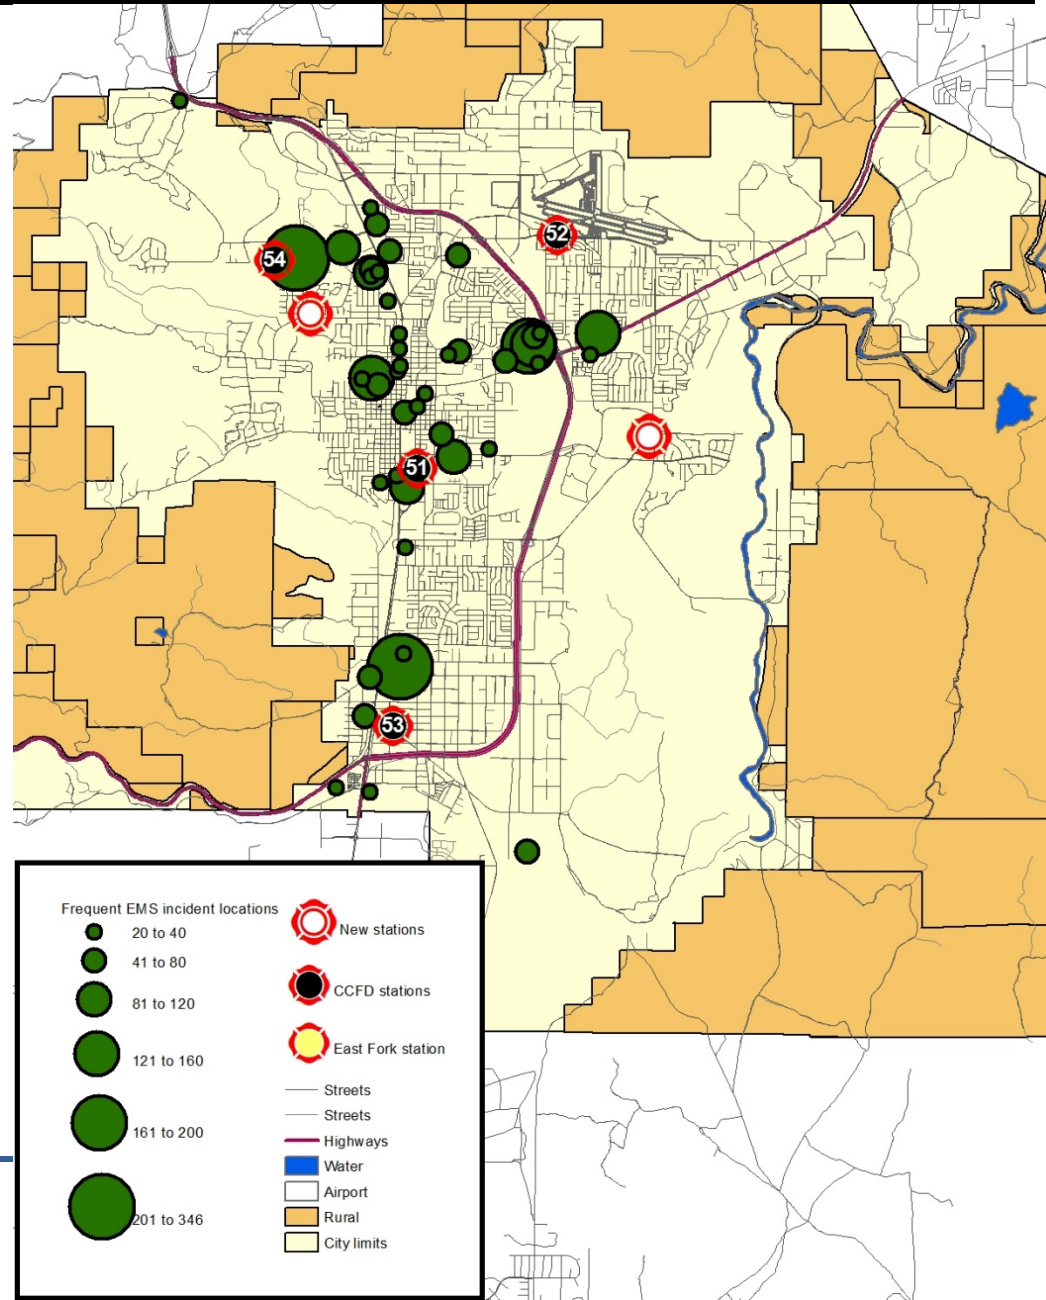 52
54
51
53
Frequent EMS incident locations
20 to 40
41 to 80
81 to 120
121 to 160
161 to 200
201 to 346
New stations
CCFD stations
East Fork station
Streets
Streets
Highways
Water
Airport
Rural
City limits